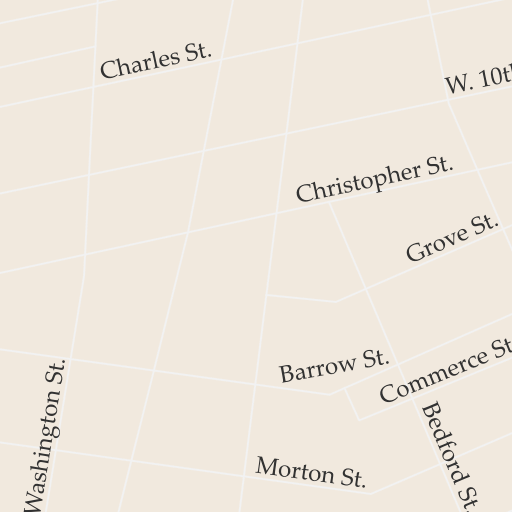 Charles St.
W. 10th
Christopher St.
Grove St.
Barrow St.
Commerce St
Washington St.
Bedford St.
Morton St.